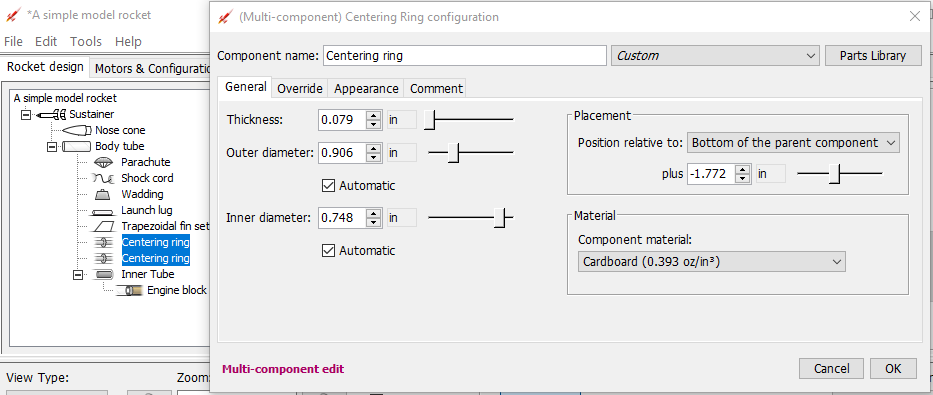 *A simple model rocket
File Edit Tools Help
Rocket design Motors & Configuratio
A simple model rocket
Sustainer
Nose cone
Body tube
Parachute
Shock cord
Wadding
Launch lug
Trapezoidal fin set
Centering ring
Centering ring
Inner Tube
Engine block
View Type: Zoom:
(Multi-component) Centering Ring configuration
Component name: Centering ring Custom Parts Library
General Override Appearance Comment
Thickness: 0.079 in
Outer diameter: 0.906 in
Automatic
Inner diameter: 0.748 in
Automatic
Placement
Position relative to: Bottom of the parent component
plus -1.772 in
Material
Component material:
Cardboard (0.393 oz/in³)
Multi-component edit Cancel OK